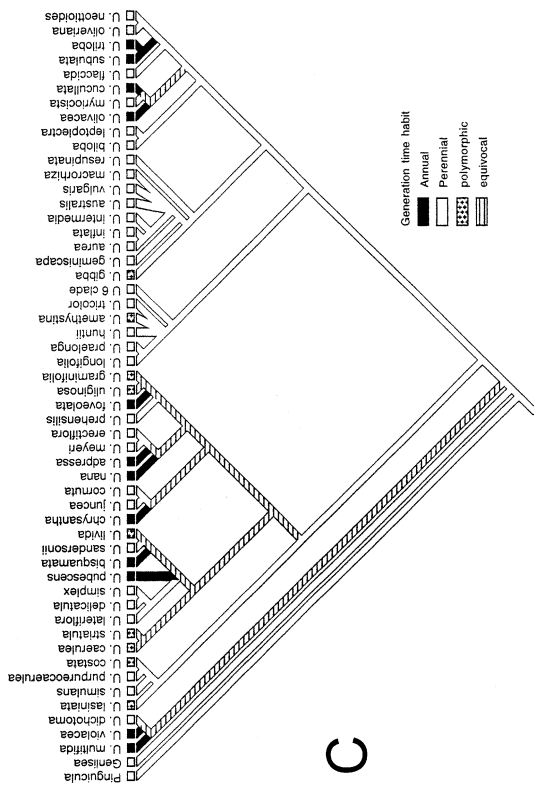 U. neottioides
U. oliveriana
U. triloba
U. subulata
U. flaccida
U. cucullata
U. myriocista
U. olivacea
U. leptoplectra
U. biloba
U. resupinata
U. macrorhiza
U. vulgaris
U. australis
U. intermedia
U. inflata
U. aurea
U. geminiscapa
U. gibba
U 6 clade
U. tricolor
U. amethystina
U. huntii
U. praelonga
U. longifolia
U. graminifolia
U. uliginosa
U. foveolata
U. prehensilis
U. erectiflora
U. meyeri
U. adpressa
U. nana
U. cornuta
U. juncea
U. chrysantha
U. livida
U. sandersonii
U. bisquamata
U. pubescens
U. simplex
U. delicatula
U. lateriflora
U. striatula
U. caerulea
U. costata
U. purpureocaerulea
U. simulans
U. lasiniata
U. dichotoma
U. violacea
U. multifida
Genlisea
Pinguicula
Generation time habit
Annual
Perennial
polymorphic
equivocal
C